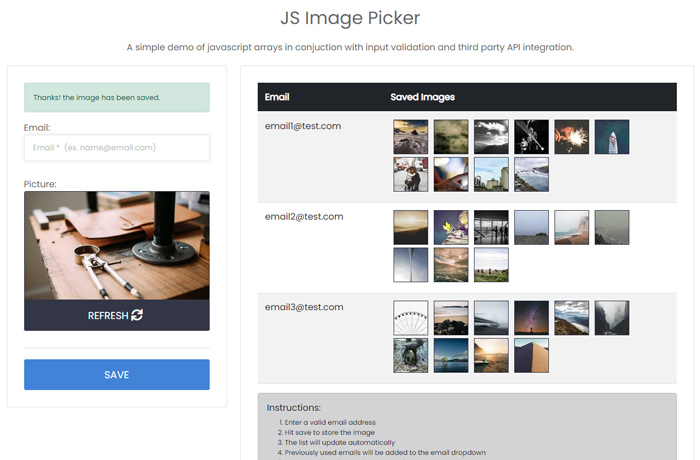 JS Image Picker
A simple demo of javascript arrays in conjuction with input validation and third party API integration.
Thanks! the image has been saved.
Email:
Email * (ex. name@email.com)
Picture:
REFRESH
SAVE
Email Saved Images
email1@test.com
email2@test.com
email3@test.com
Instructions:
1. Enter a valid email address
2. Hit save to store the image
3. The list will update automatically
4. Previously used emails will be added to the email dropdown